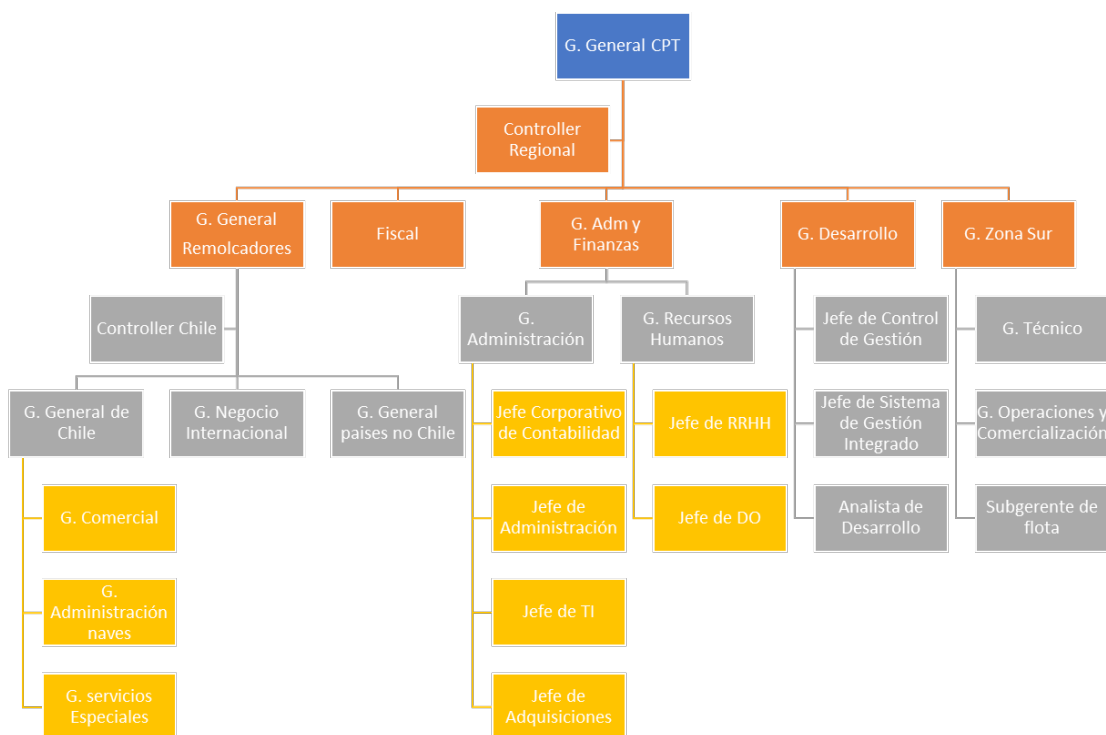 G. General CPT
Controller
Regional
G. General
Remolcadores
Fiscal
G. Adm y
Finanzas
G. Desarrollo
G. Zona Sur
Controller Chile
G.
Administración
G. Recursos
Humanos
Jefe de Control
de Gestión
G. Técnico
G. General de
Chile
G. Negocio
Internacional
G. General
paises no Chile
Jefe Corporativo
de Contabilidad
Jefe de RRHH
Jefe de Sistema
de Gestión
Integrado
G. Operaciones y
Comercialización
G. Comercial
Jefe de
Administración
Jefe de DO
Analista de
Desarrollo
Subgerente de
flota
G.
Administración
naves
Jefe de TI
G. servicios
Especiales
Jefe de
Adquisiciones